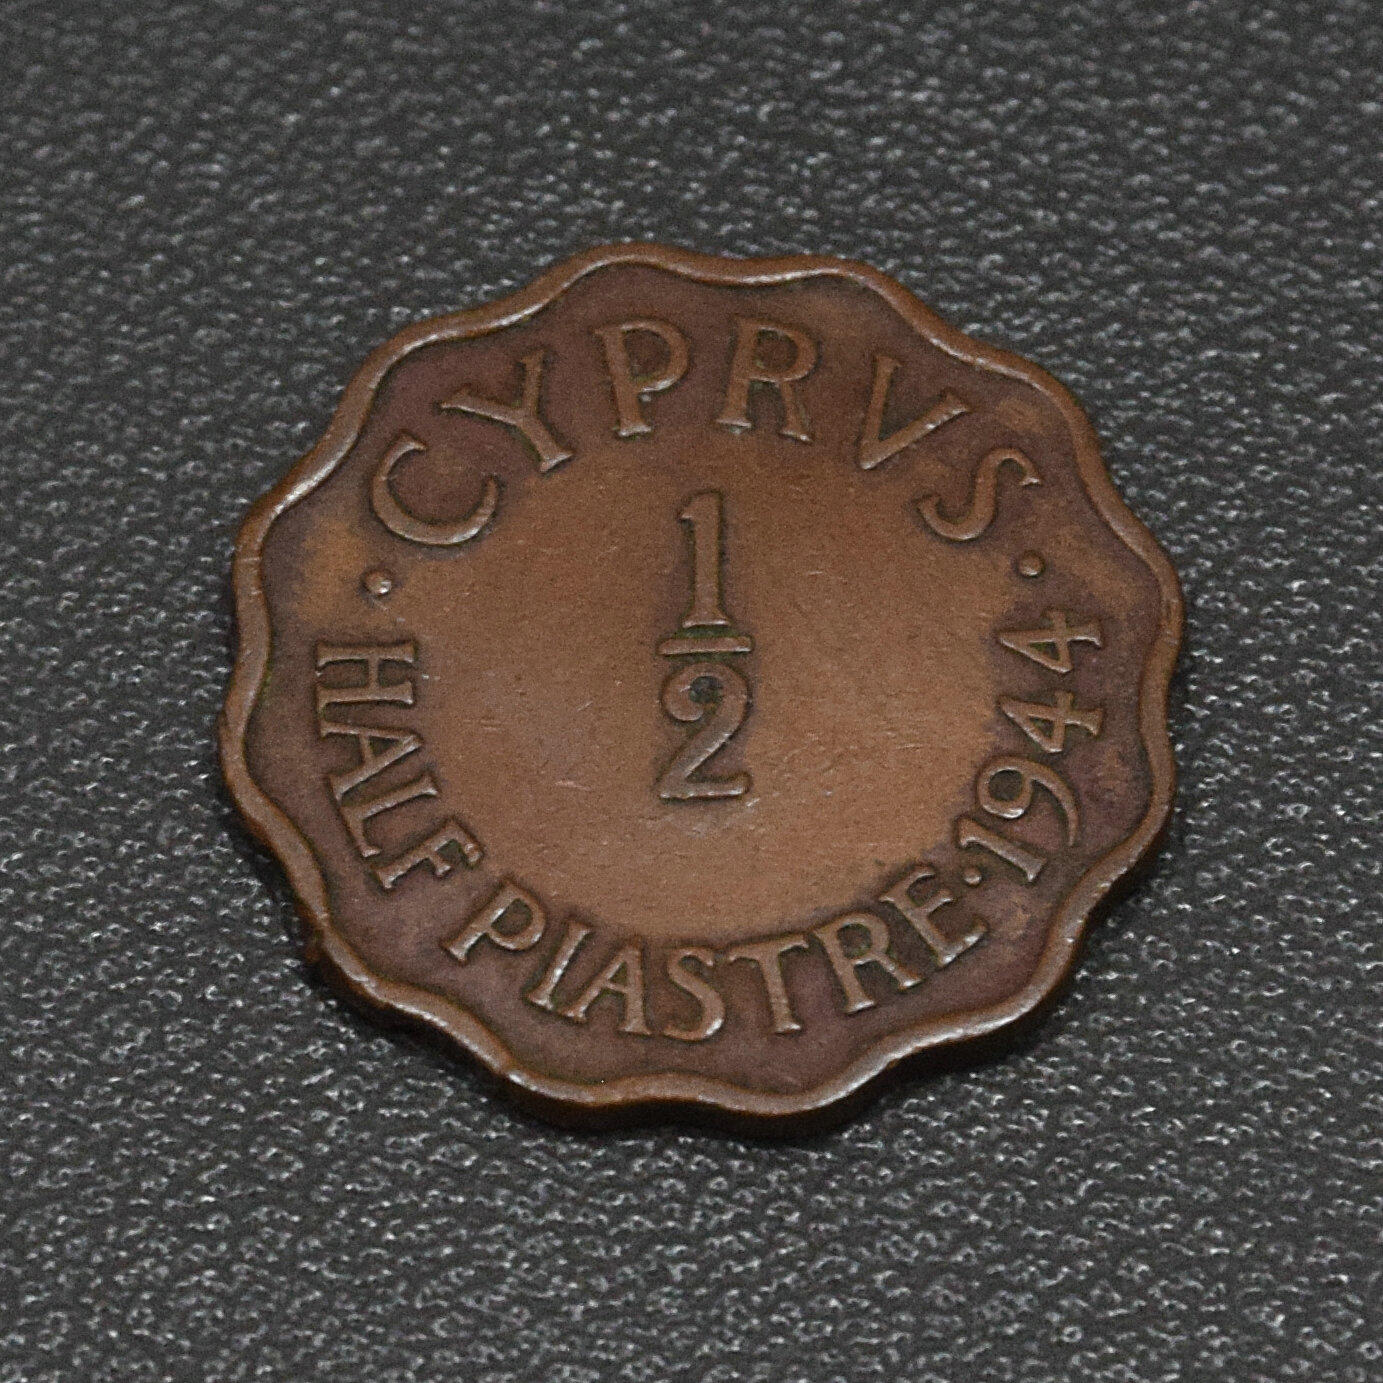 CYPRVS
1/2
HALF PIASTRE·1944